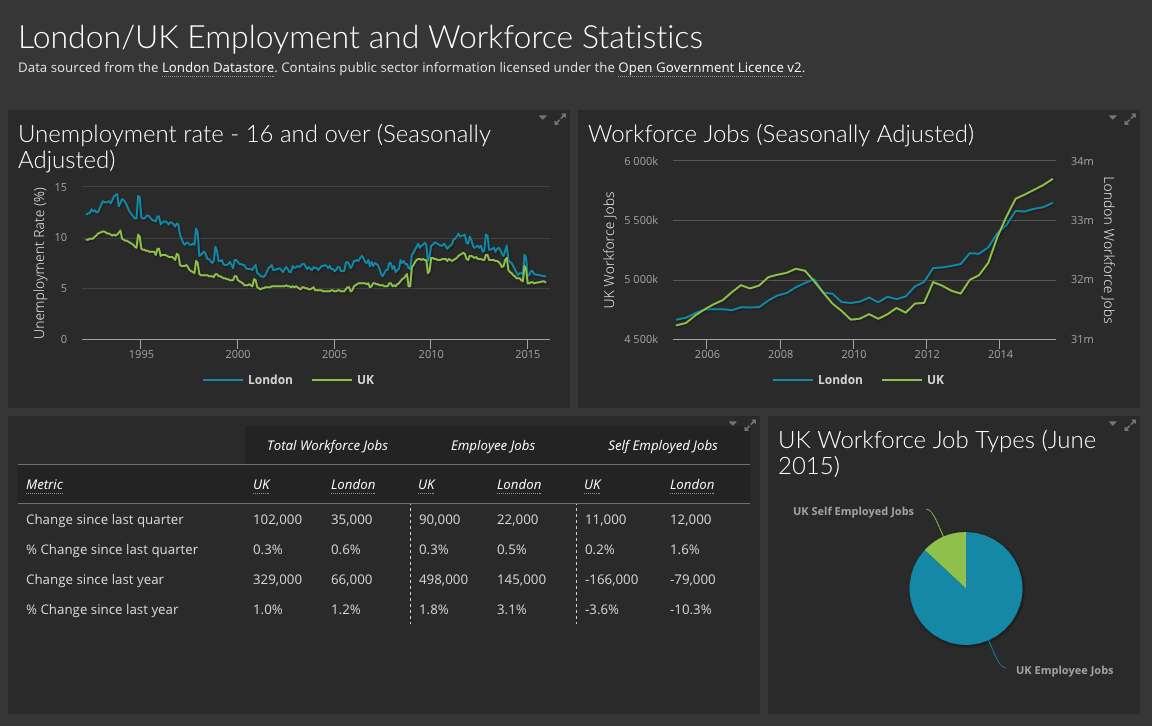 London/UK Employment and Workforce Statistics
Data sourced from the London Datastore. Contains public sector information licensed under the Open Government Licence v2.
Unemployment rate - 16 and over (Seasonally
Adjusted)
Unemployment Rate (%)
15
10
5
0
1995 2000 2005 2010 2015
London UK
Workforce Jobs (Seasonally Adjusted)
UK Workforce Jobs
6 000k
5 500k
5 000k
4 500k
34m
33m
32m
31m
London Workforce Jobs
2006 2008 2010 2012 2014
London UK
Total Workforce Jobs Employee Jobs Self Employed Jobs
Metric UK London UK London UK London
Change since last quarter 102,000 35,000 90,000 22,000 11,000 12,000
% Change since last quarter 0.3% 0.6% 0.3% 0.5% 0.2% 1.6%
Change since last year 329,000 66,000 498,000 145,000 -166,000 -79,000
% Change since last year 1.0% 1.2% 1.8% 3.1% -3.6% -10.3%
UK Workforce Job Types (June
2015)
UK Self Employed Jobs
UK Employee Jobs